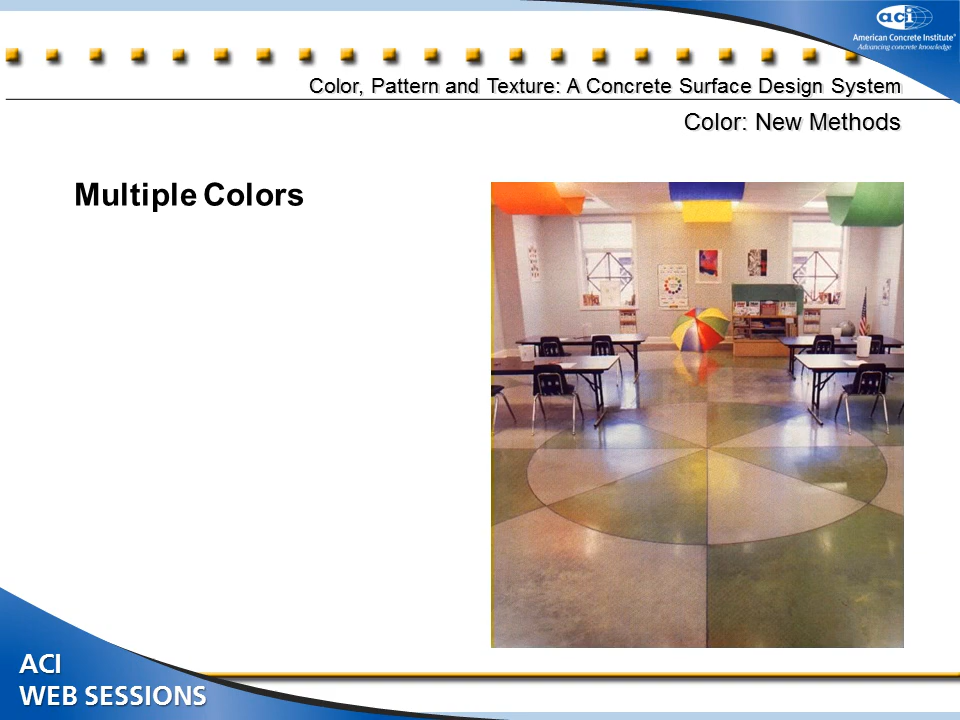 aci
American Concrete Institute®
Advancing concrete knowledge
Color, Pattern and Texture: A Concrete Surface Design System
Color: New Methods
Multiple Colors
ACI
WEB SESSIONS